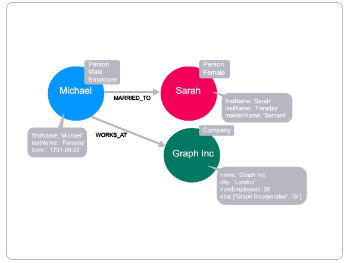 Person
Male
Employee
Michael
MARRIED_TO
Person
Female
Sarah
firstName: 'Sarah'
lastName: 'Faraday'
maidenName: 'Barnard'
WORKS_AT
firstName: 'Michael'
lastName: 'Faraday'
born : '1791-09-22'
Company
Graph Inc
name: 'Graph Inc'
city: 'London'
numEmployees: 56
dba: ['Graph Incorporated', 'GI']